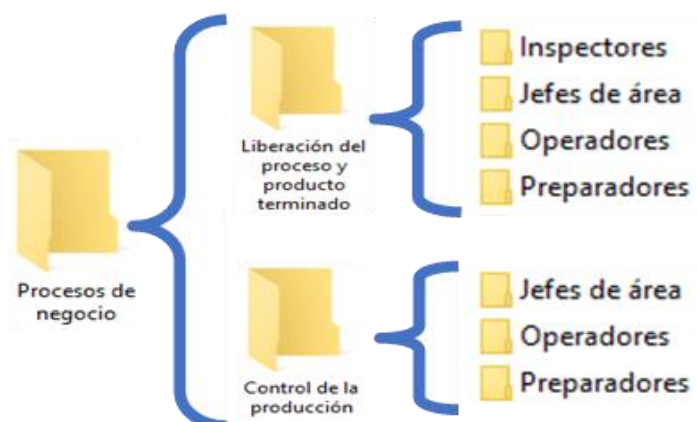 Procesos de
negocio
Liberación del
proceso y
producto
terminado
Inspectores
Jefes de área
Operadores
Preparadores
Control de la
producción
Jefes de área
Operadores
Preparadores